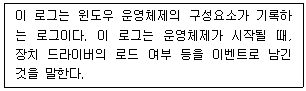 이 로그는 윈도우 운영체제의 구성요소가 기록하
는 로그이다. 이 로그는 운영체제가 시작될 때,
장치 드라이버의 로드 여부 등을 이벤트로 남긴
것을 말한다.